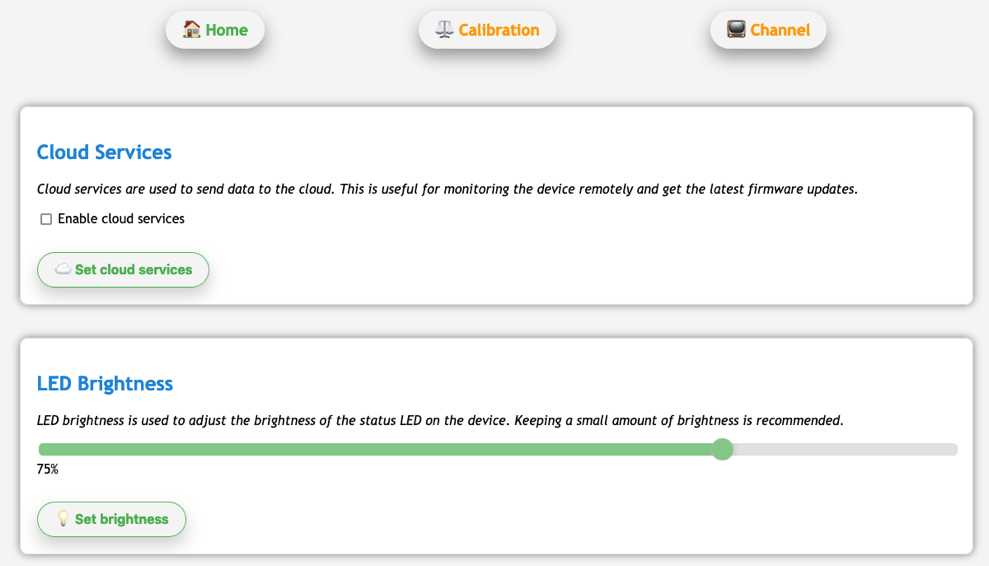 Home
Calibration
Channel
Cloud Services
Cloud services are used to send data to the cloud. This is useful for monitoring the device remotely and get the latest firmware updates.
Enable cloud services
Set cloud services
LED Brightness
LED brightness is used to adjust the brightness of the status LED on the device. Keeping a small amount of brightness is recommended.
75%
Set brightness